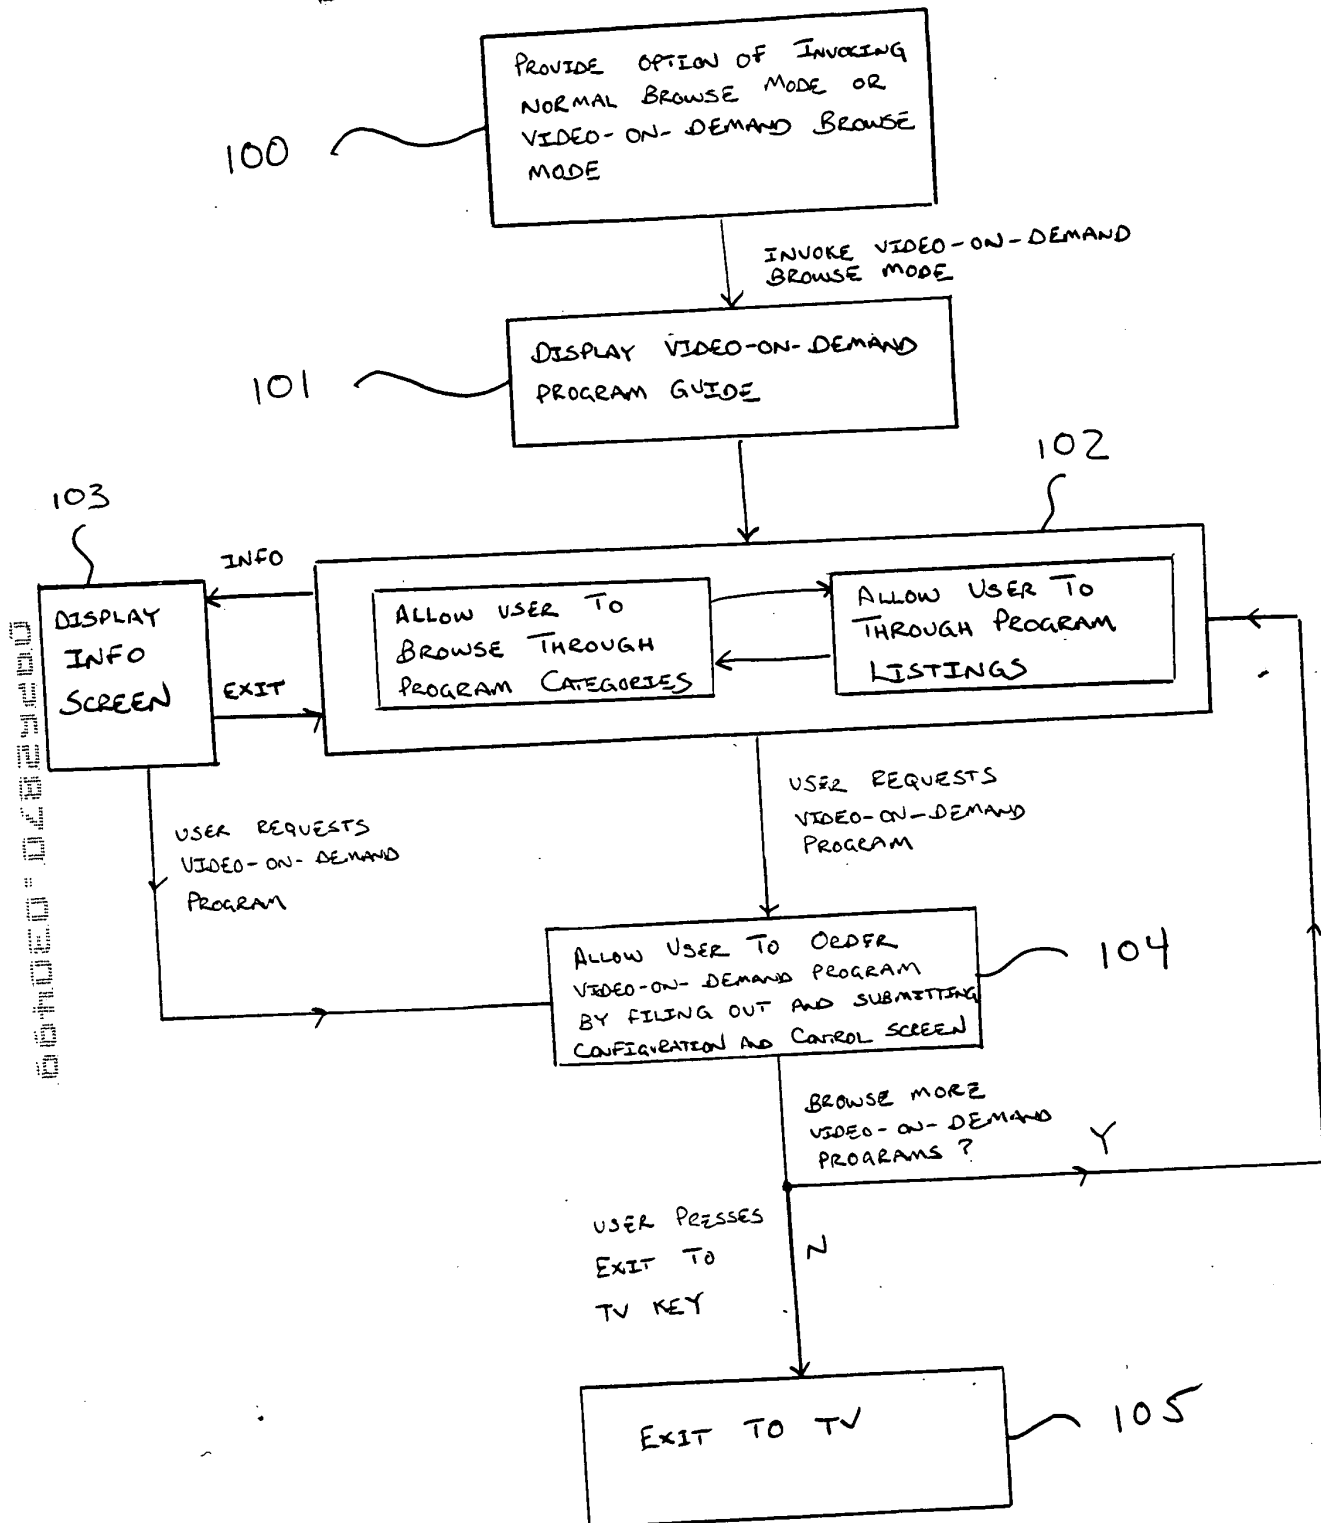 PROVIDE OPTION OF INVOKING
NORMAL BROWSE MODE OR
VIDEO-ON-DEMAND BROWSE
MODE
100
INVOKE VIDEO-ON-DEMAND
BROWSE MODE
DISPLAY VIDEO-ON-DEMAND
PROGRAM GUIDE
101
102
103
INFO
DISPLAY
INFO
SCREEN
EXIT
ALLOW USER TO
BROWSE THROUGH
PROGRAM CATEGORIES
ALLOW USER TO
THROUGH PROGRAM
LISTINGS
USER REQUESTS
VIDEO-ON-DEMAND
PROGRAM
USER REQUESTS
VIDEO-ON-DEMAND
PROGRAM
ALLOW USER TO ORDER
VIDEO-ON-DEMAND PROGRAM
BY FILING OUT AND SUBMITTING
CONFIGURATION AND CONTROL SCREEN
104
BROWSE MORE
VIDEO-ON-DEMAND
PROGRAMS?
Y
USER PRESSES
EXIT TO
TV KEY
N
EXIT TO TV
105